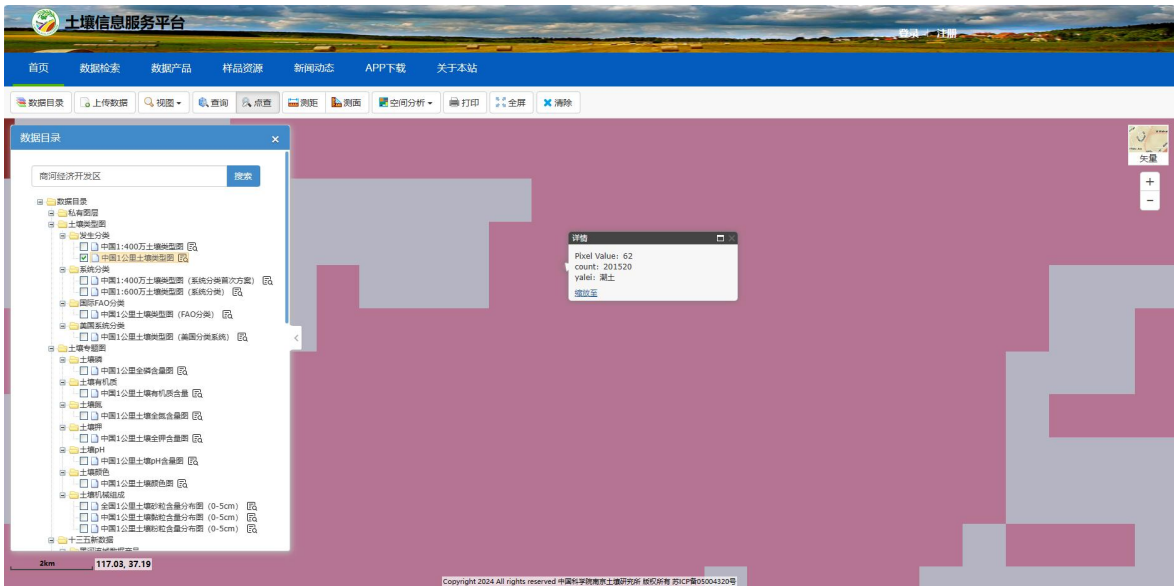 土壤信息服务平台
登录 / 注册
首页 数据检索 数据产品 样品资源 新闻动态 APP下载 关于本站
数据目录 上传数据 视图 查询 点查 测距 测面 空间分析 打印 全屏 清除
数据目录 ×
商河经济开发区 搜索
数据目录
私有图层
土壤类型图
发生分类
中国1:400万土壤类型图
中国1公里土壤类型图
系统分类
中国1:400万土壤类型图（系统分类首次方案）
中国1:600万土壤类型图（系统分类）
国际FAO分类
中国1公里土壤类型图（FAO分类）
美国系统分类
中国1公里土壤类型图（美国分类系统）
土壤专题图
土壤磷
中国1公里全磷含量图
土壤有机质
中国1公里土壤有机质含量
土壤氮
中国1公里土壤全氮含量图
土壤钾
中国1公里土壤全钾含量图
土壤pH
中国1公里土壤pH含量图
土壤颜色
中国1公里土壤颜色图
土壤机械组成
全国1公里土壤砂粒含量分布图（0-5cm）
中国1公里土壤黏粒含量分布图（0-5cm）
中国1公里土壤粉粒含量分布图（0-5cm）
十三五新数据
详情
Pixel Value: 62
count: 201520
yalei: 潮土
缩放至
矢量
+
−
2km
117.03, 37.19
Copyright 2024 All rights reserved 中国科学院南京土壤研究所 版权所有 苏ICP备05004320号